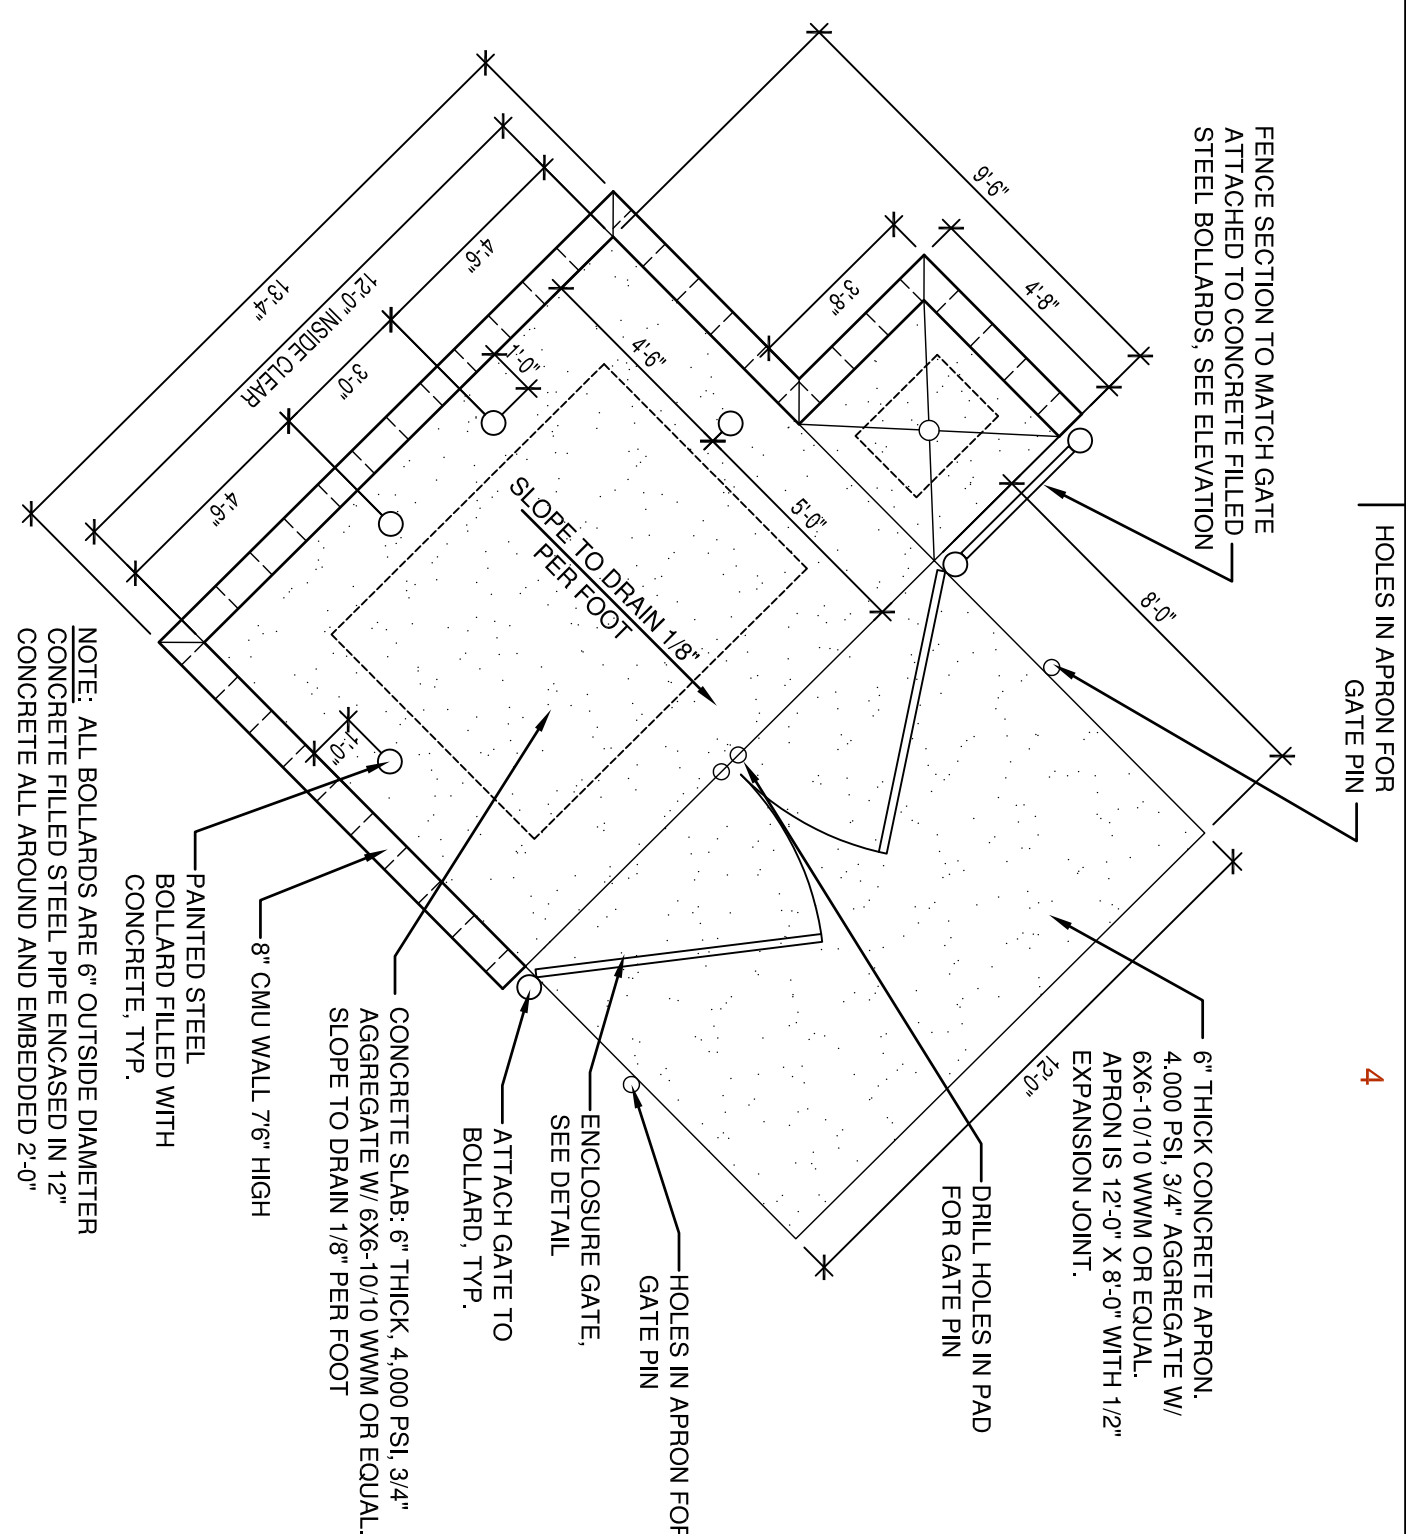 HOLES IN APRON FOR
GATE PIN
4
FENCE SECTION TO MATCH GATE
ATTACHED TO CONCRETE FILLED
STEEL BOLLARDS, SEE ELEVATION
9'-6"
4'-8"
3'-8"
8'-0"
4'-6"
5'-0"
1'-0"
4'-6"
3'-0"
4'-6"
12'-0" INSIDE CLEAR
13'-4"
SLOPE TO DRAIN 1/8"
PER FOOT
1'-0"
12'-0"
6" THICK CONCRETE APRON.
4.000 PSI, 3/4" AGGREGATE W/
6X6-10/10 WWM OR EQUAL.
APRON IS 12'-0" X 8'-0" WITH 1/2"
EXPANSION JOINT.
DRILL HOLES IN PAD
FOR GATE PIN
HOLES IN APRON FOR
GATE PIN
ENCLOSURE GATE,
SEE DETAIL
ATTACH GATE TO
BOLLARD, TYP.
CONCRETE SLAB: 6" THICK, 4,000 PSI, 3/4"
AGGREGATE W/ 6X6-10/10 WWM OR EQUAL.
SLOPE TO DRAIN 1/8" PER FOOT
8" CMU WALL 7'6" HIGH
PAINTED STEEL
BOLLARD FILLED WITH
CONCRETE, TYP.
NOTE: ALL BOLLARDS ARE 6" OUTSIDE DIAMETER
CONCRETE FILLED STEEL PIPE ENCASED IN 12"
CONCRETE ALL AROUND AND EMBEDDED 2'-0"